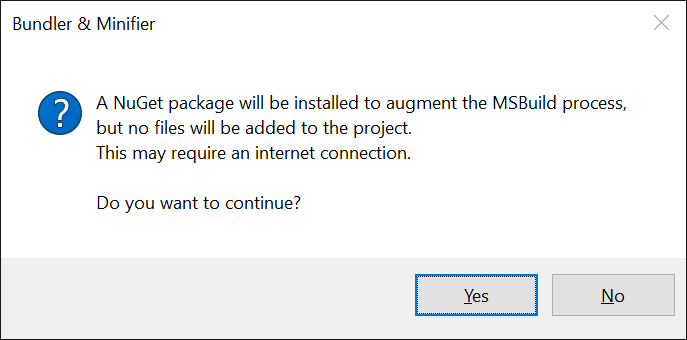 Bundler & Minifier
A NuGet package will be installed to augment the MSBuild process,
but no files will be added to the project.
This may require an internet connection.
Do you want to continue?
Yes
No